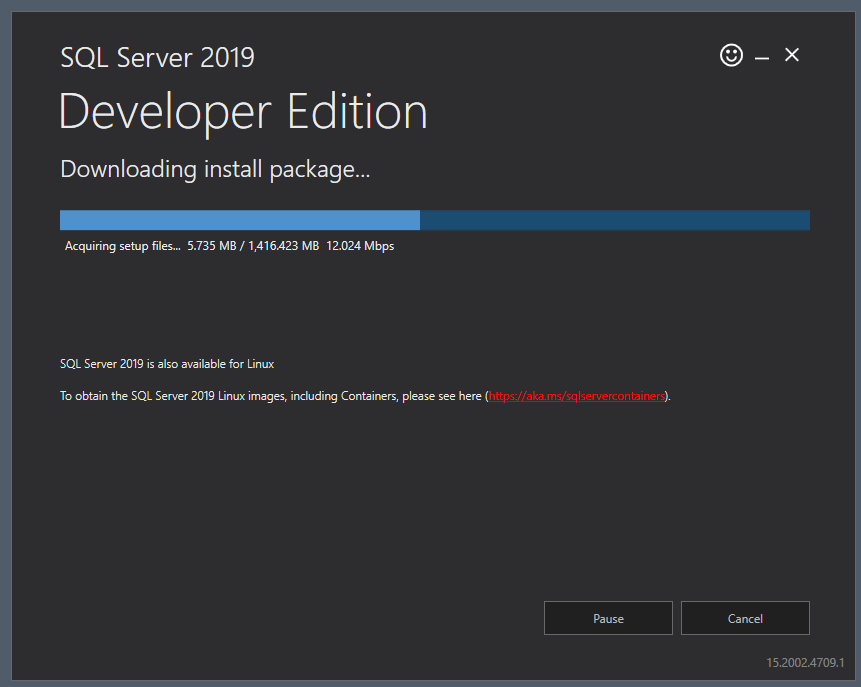 SQL Server 2019
Developer Edition
Downloading install package...
Acquiring setup files... 5.735 MB / 1,416.423 MB 12.024 Mbps
SQL Server 2019 is also available for Linux
To obtain the SQL Server 2019 Linux images, including Containers, please see here (https://aka.ms/sqlservercontainers).
Pause
Cancel
15.2002.4709.1